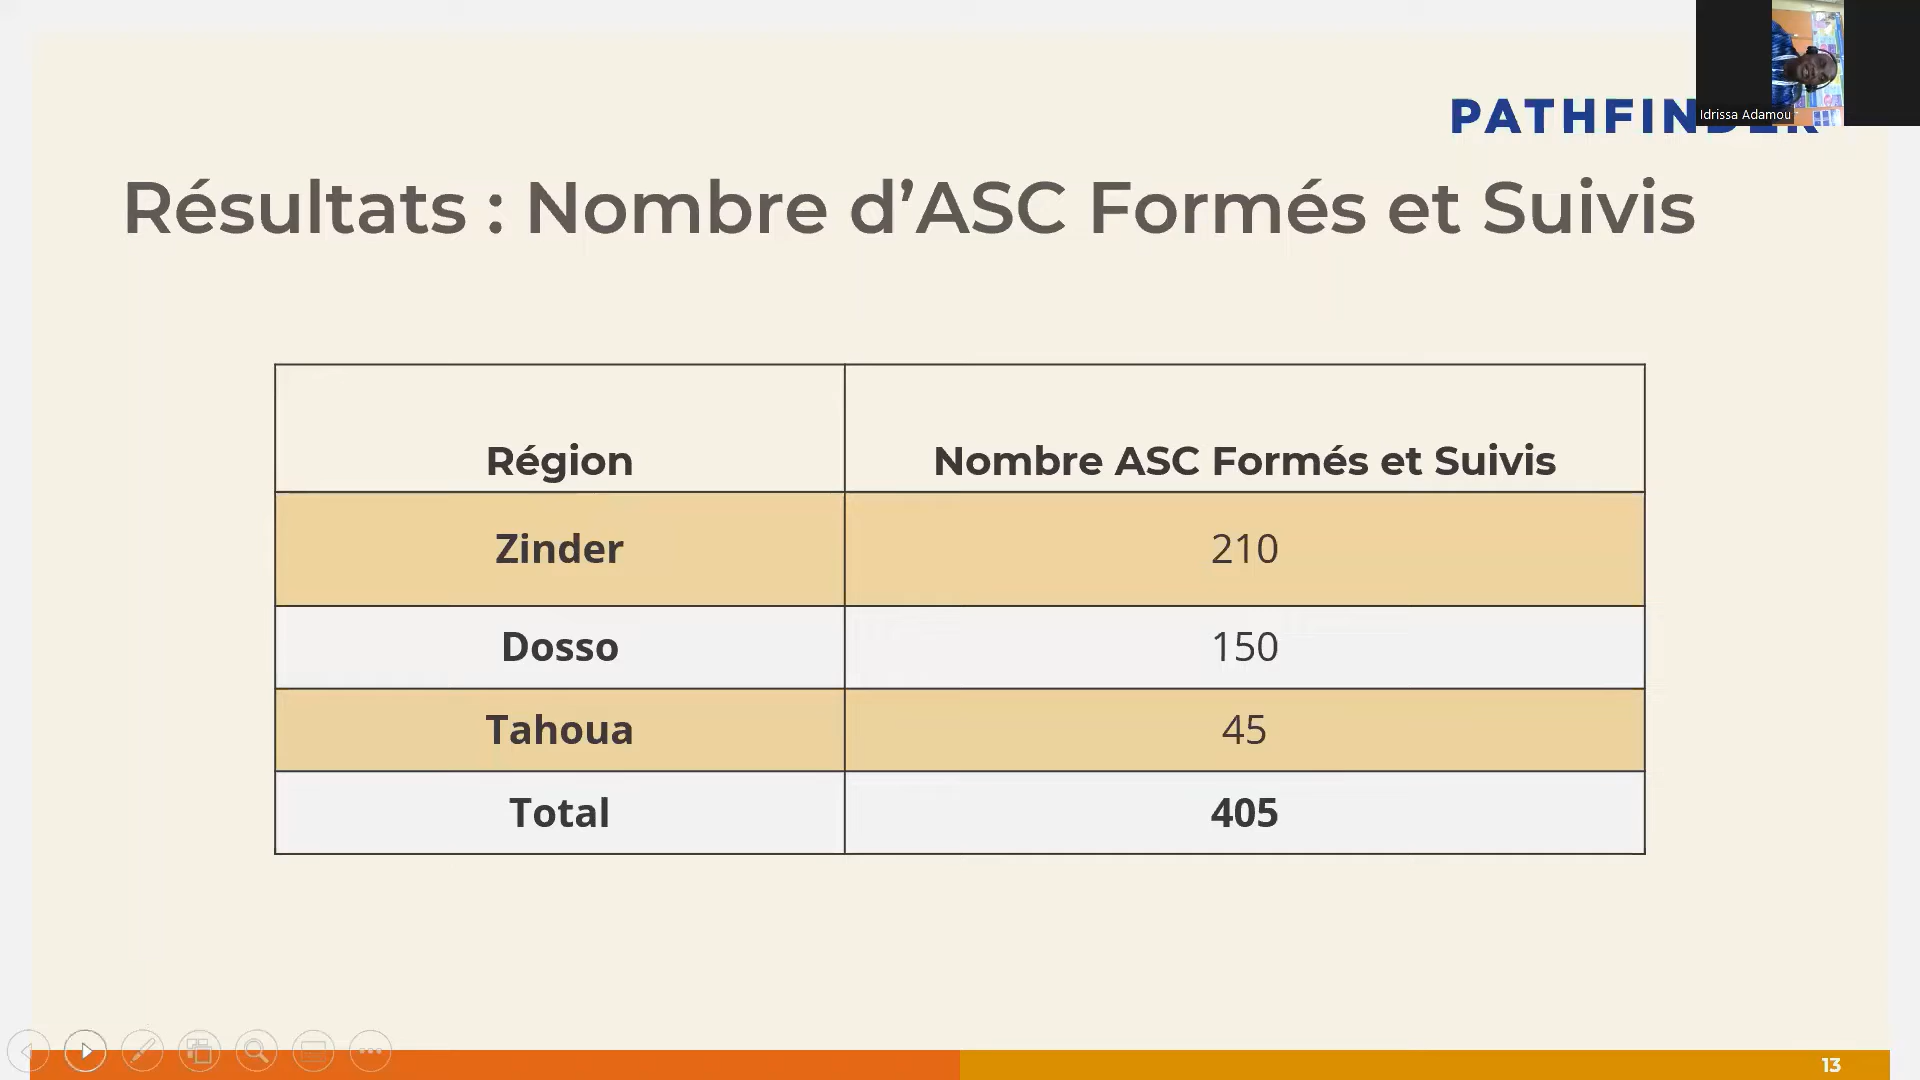 PATHFINDER
Idrissa Adamou
Résultats : Nombre d’ASC Formés et Suivis
Région Nombre ASC Formés et Suivis
Zinder 210
Dosso 150
Tahoua 45
Total 405
13